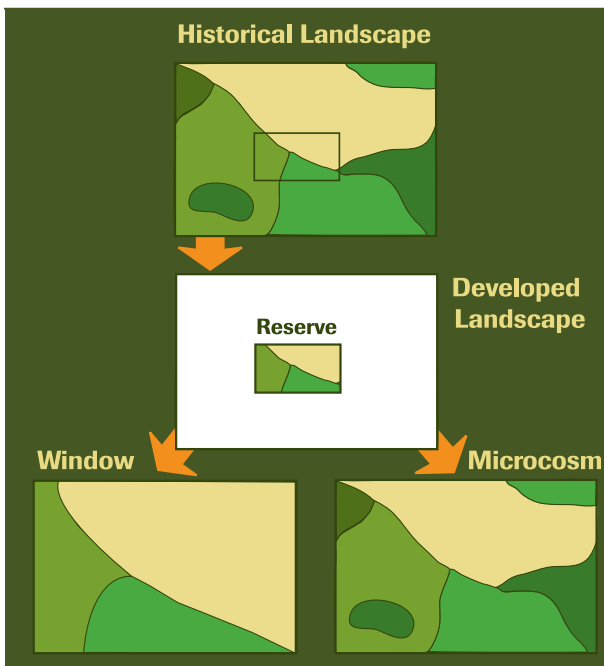 Historical Landscape
Developed
Landscape
Reserve
Window
Microcosm